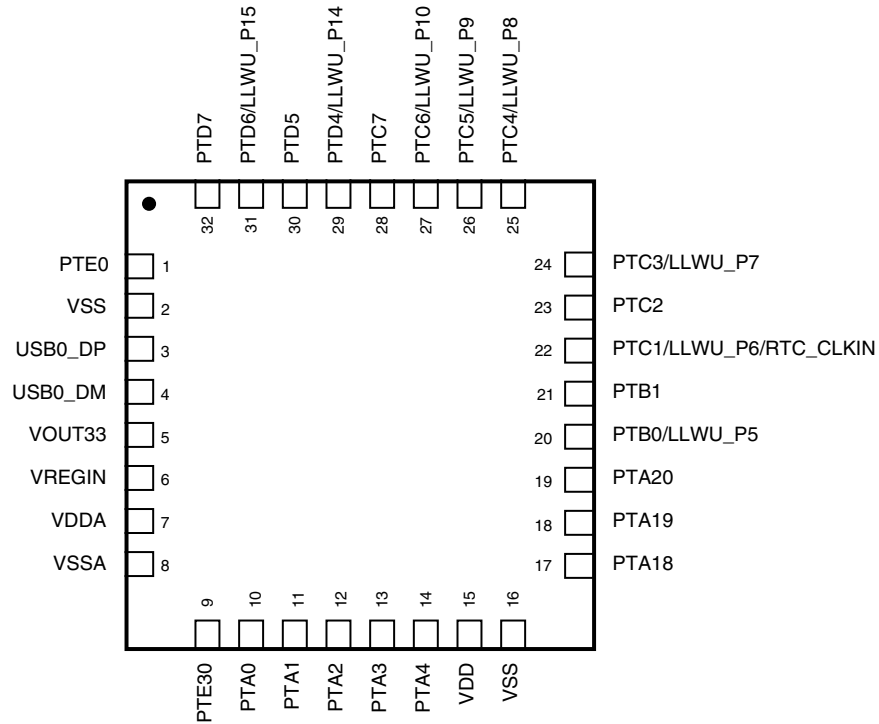 PTD7
PTD6/LLWU_P15
PTD5
PTD4/LLWU_P14
PTC7
PTC6/LLWU_P10
PTC5/LLWU_P9
PTC4/LLWU_P8
32
31
30
29
28
27
26
25
PTE0
1
VSS
2
USB0_DP
3
USB0_DM
4
VOUT33
5
VREGIN
6
VDDA
7
VSSA
8
24
PTC3/LLWU_P7
23
PTC2
22
PTC1/LLWU_P6/RTC_CLKIN
21
PTB1
20
PTB0/LLWU_P5
19
PTA20
18
PTA19
17
PTA18
9
10
11
12
13
14
15
16
PTE30
PTA0
PTA1
PTA2
PTA3
PTA4
VDD
VSS